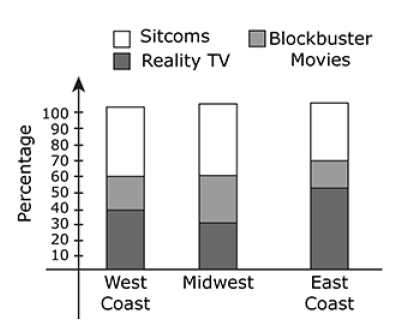 Sitcoms
Blockbuster
Reality TV
Movies
Percentage
100
90
80
70
60
50
40
30
20
10
West
Coast
Midwest
East
Coast